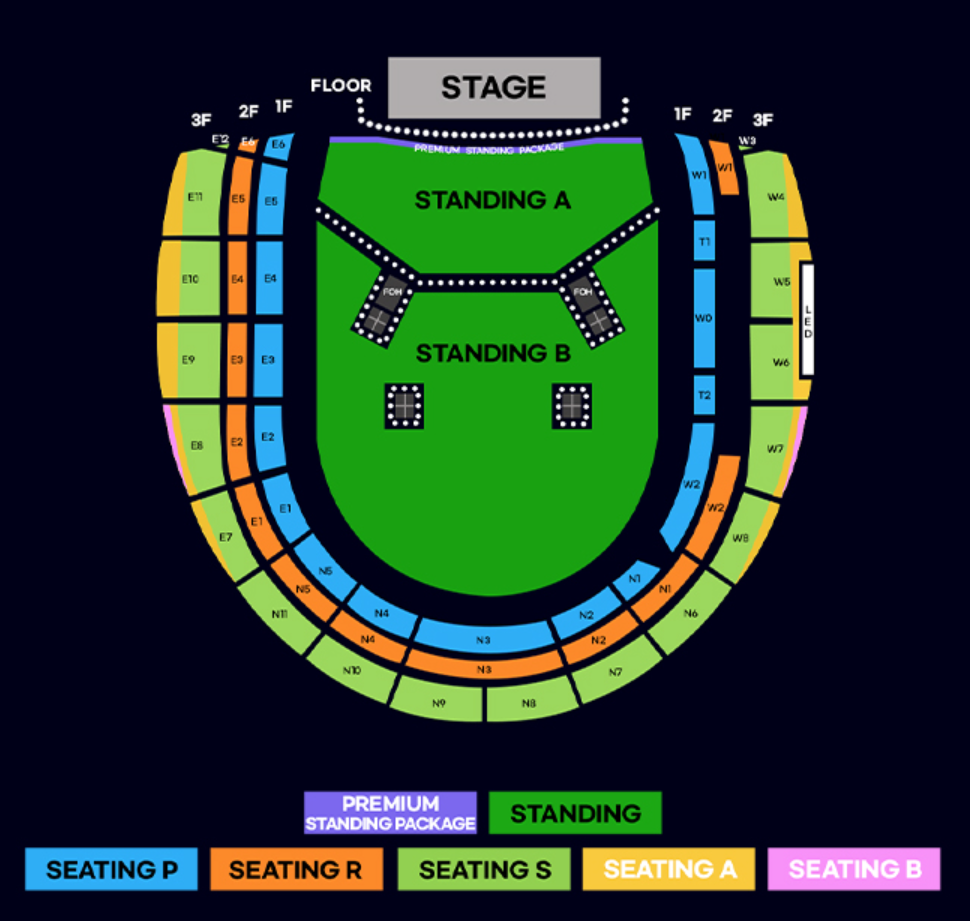 STAGE
FLOOR
3F
2F
1F
1F
2F
3F
PREMIUM STANDING PACKAGE
STANDING A
FOH
FOH
STANDING B
E12
E11
E10
E9
E8
E7
E6
E5
E4
E3
E2
E1
E6
E5
E4
E3
E2
E1
W1
T1
W0
T2
W2
W1
W2
W3
W4
W5
W6
W7
W8
LED
N5
N4
N3
N2
N1
N5
N4
N3
N2
N1
N11
N10
N9
N8
N7
N6
PREMIUM
STANDING PACKAGE
STANDING
SEATING P
SEATING R
SEATING S
SEATING A
SEATING B